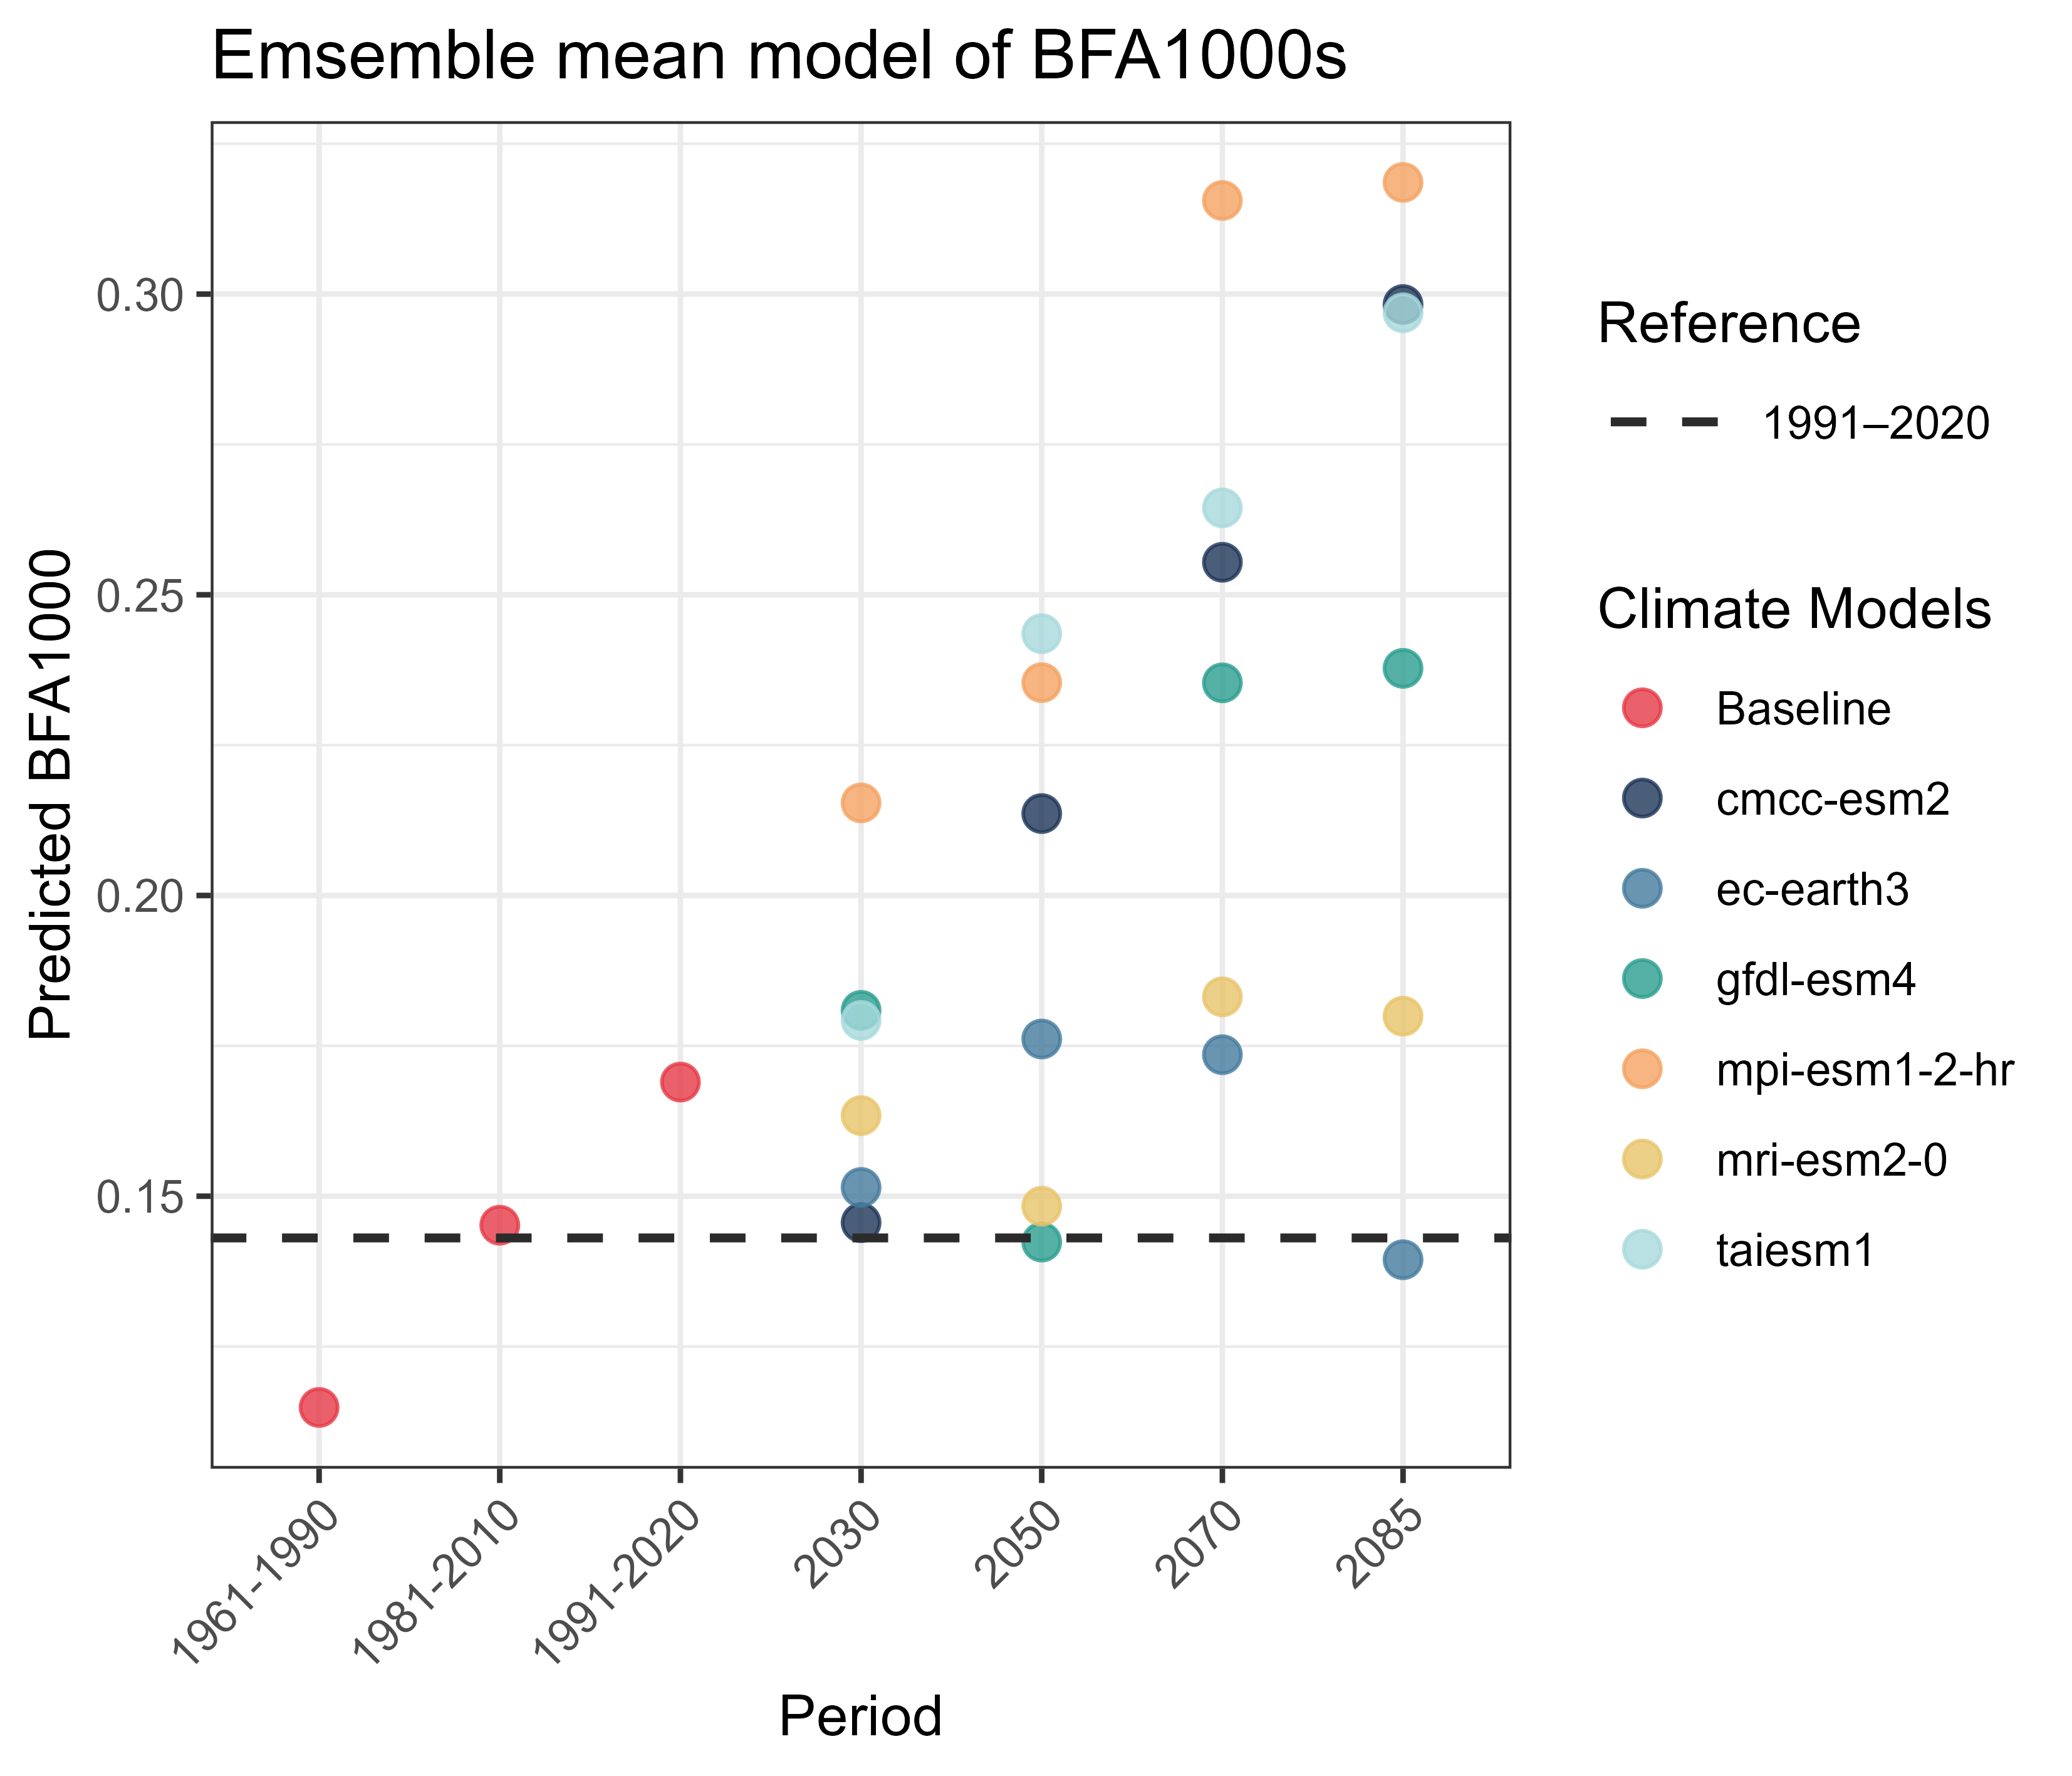 Emsemble mean model of BFA1000s
Predicted BFA1000
0.30
0.25
0.20
0.15
1961-1990
1981-2010
1991-2020
2030
2050
2070
2085
Period
Reference
1991–2020
Climate Models
Baseline
cmcc-esm2
ec-earth3
gfdl-esm4
mpi-esm1-2-hr
mri-esm2-0
taiesm1